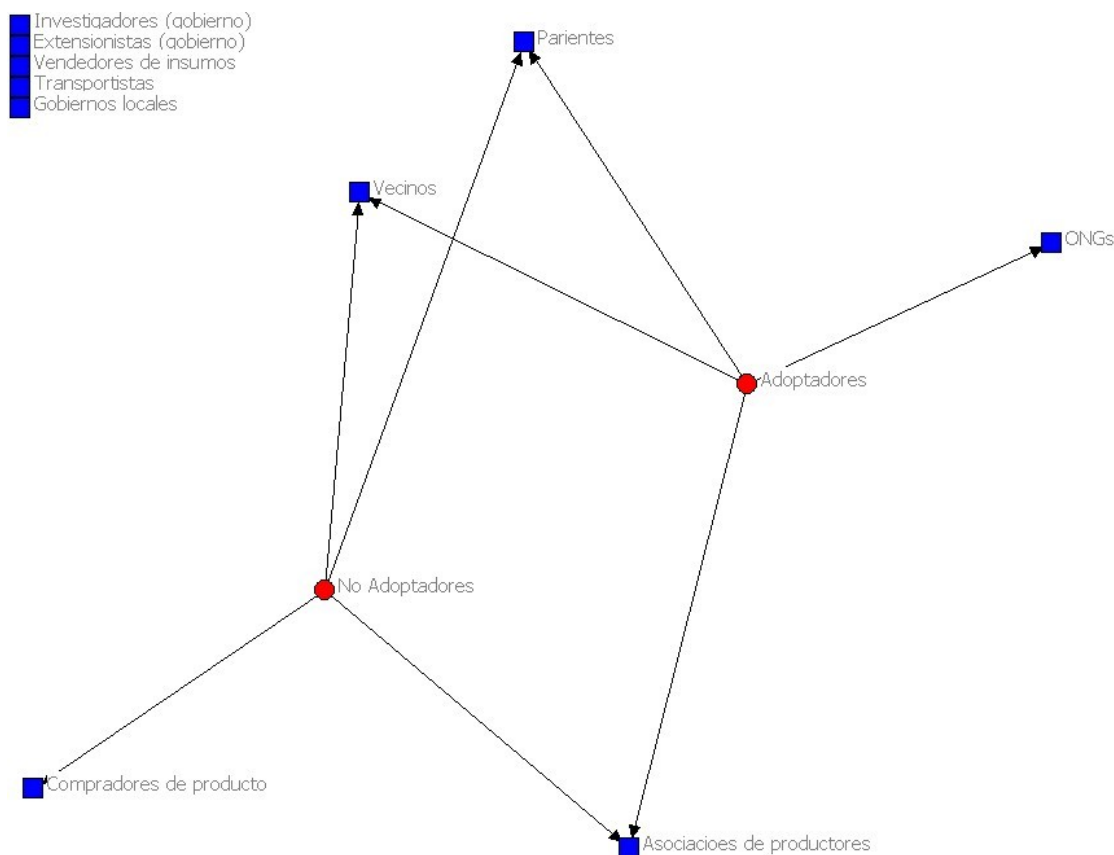 Investigadores (gobierno)
Extensionistas (gobierno)
Vendedores de insumos
Transportistas
Gobiernos locales
Parientes
Vecinos
ONGs
Adoptadores
No Adoptadores
Compradores de producto
Asociacioes de productores